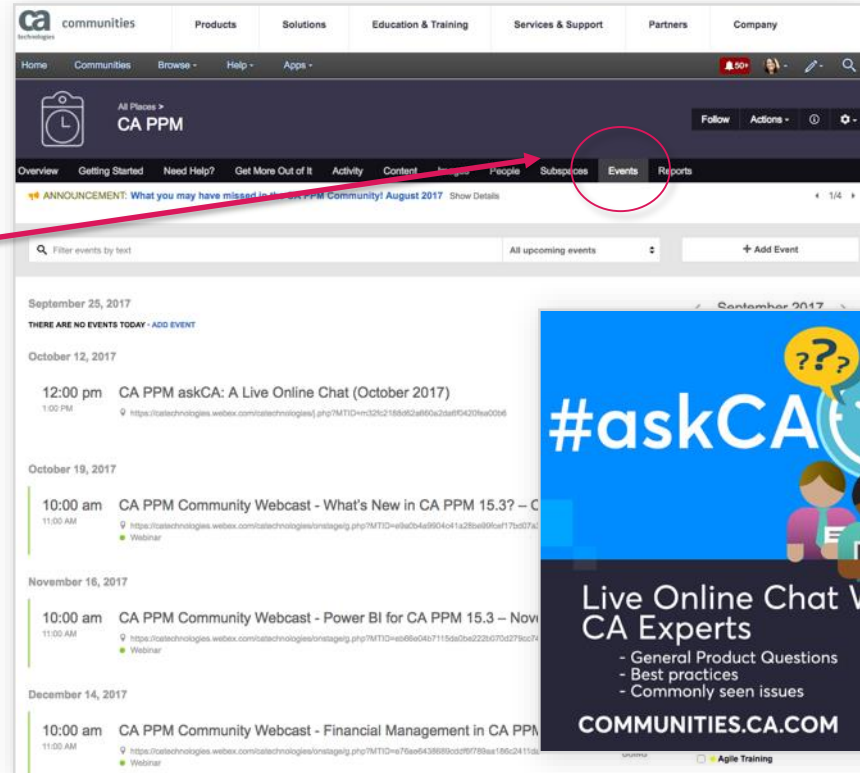 ca technologies communities Products Solutions Education & Training Services & Support Partners Company
Home Communities Browse Help Apps 50+
All Places >
CA PPM
Follow Actions
Overview Getting Started Need Help? Get More Out of It Activity Content Images People Subspaces Events Reports
ANNOUNCEMENT: What you may have missed in the CA PPM Community! August 2017 Show Details 1/4
Filter events by text All upcoming events + Add Event
September 25, 2017 September 2017
THERE ARE NO EVENTS TODAY - ADD EVENT
October 12, 2017
12:00 pm CA PPM askCA: A Live Online Chat (October 2017)
1:00 PM
October 19, 2017
10:00 am CA PPM Community Webcast - What's New in CA PPM 15.3? – C
11:00 AM
Webinar
November 16, 2017
10:00 am CA PPM Community Webcast - Power BI for CA PPM 15.3 – Nov
11:00 AM
Webinar
December 14, 2017
10:00 am CA PPM Community Webcast - Financial Management in CA PPM
11:00 AM
Webinar
???
#askCA
Live Online Chat W
CA Experts
- General Product Questions
- Best practices
- Commonly seen issues
COMMUNITIES.CA.COM
Agile Training